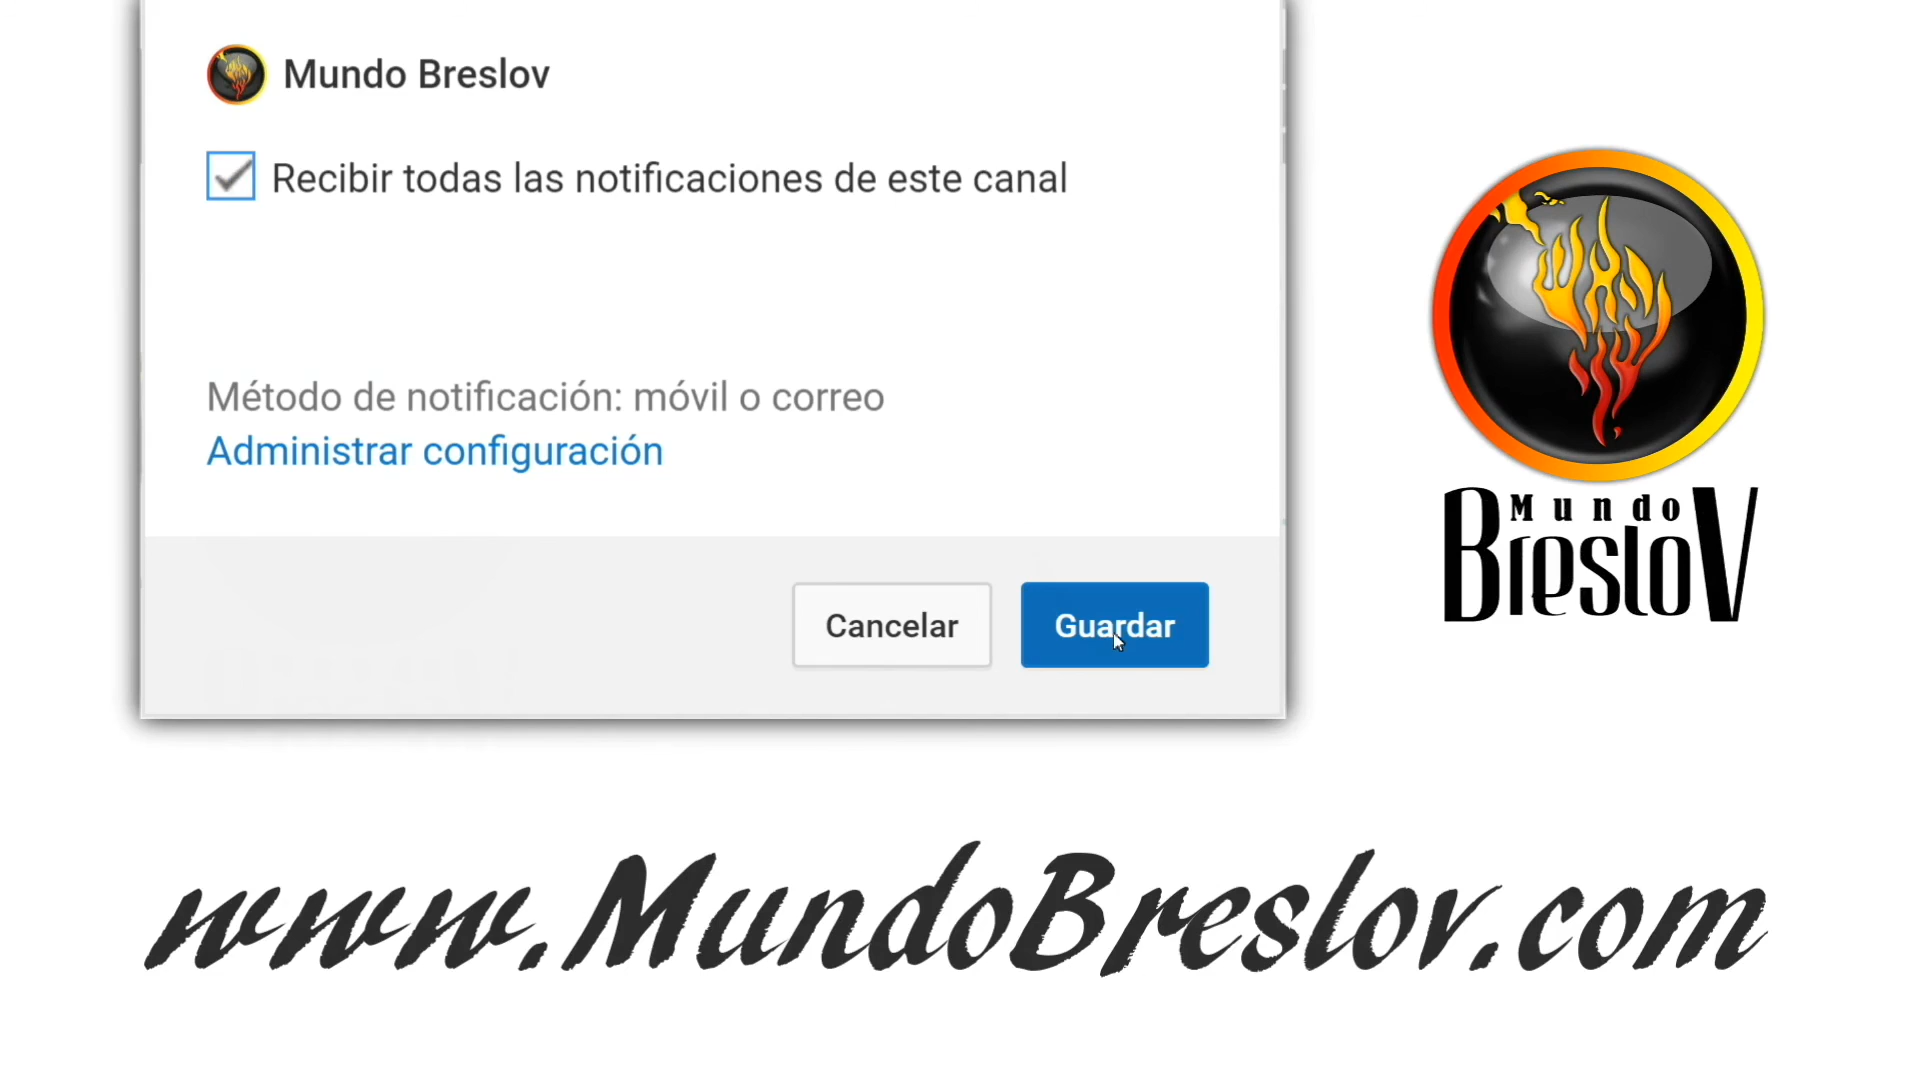 Mundo Breslov
Recibir todas las notificaciones de este canal
Método de notificación: móvil o correo
Administrar configuración
Cancelar
Guardar
Mundo
Breslov
www.MundoBreslov.com